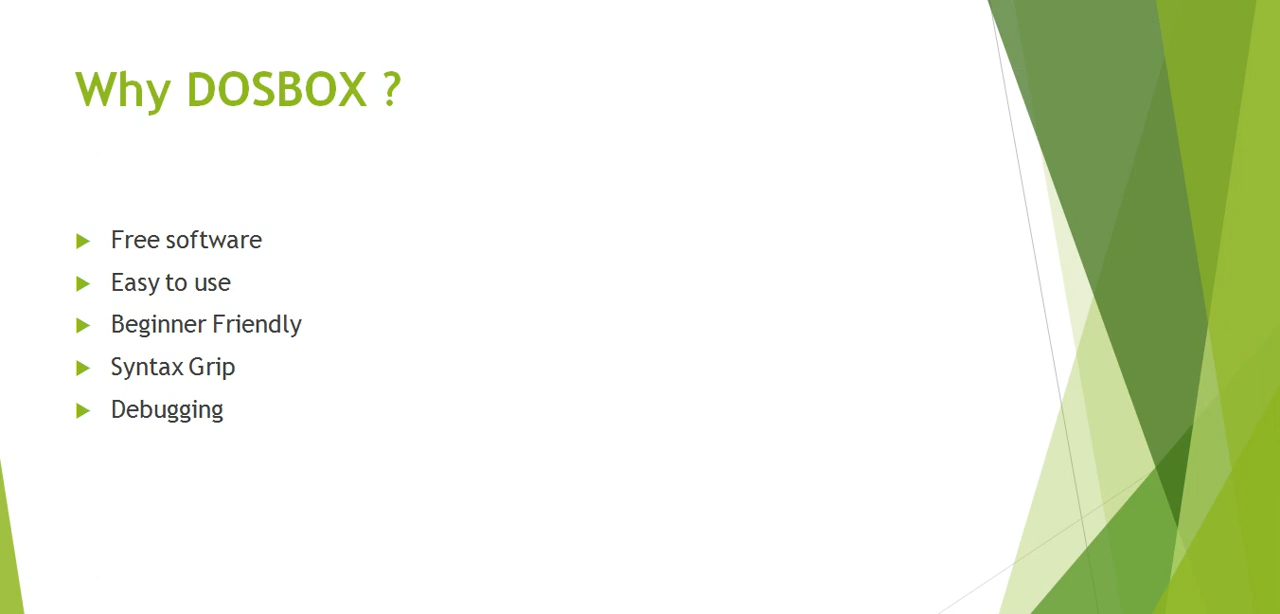 Why DOSBOX ?
Free software
Easy to use
Beginner Friendly
Syntax Grip
Debugging